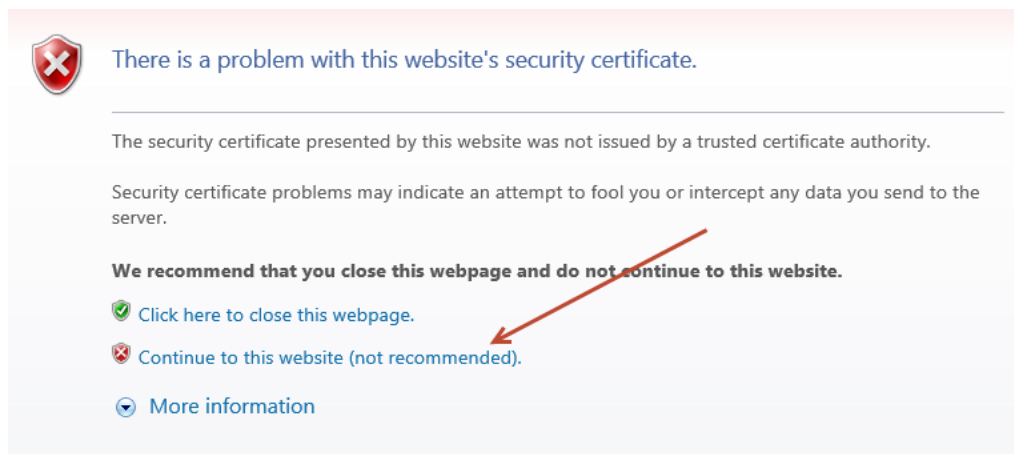 There is a problem with this website's security certificate.
The security certificate presented by this website was not issued by a trusted certificate authority.
Security certificate problems may indicate an attempt to fool you or intercept any data you send to the
server.
We recommend that you close this webpage and do not continue to this website.
Click here to close this webpage.
Continue to this website (not recommended).
More information